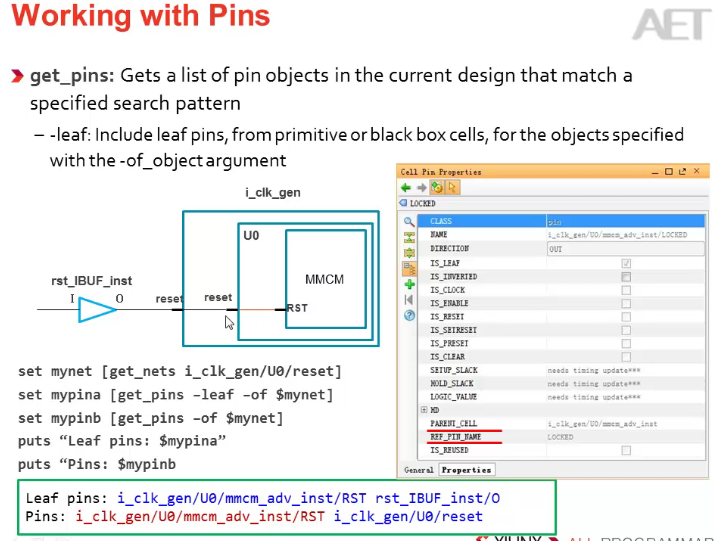 Working with Pins
AET
get_pins: Gets a list of pin objects in the current design that match a
specified search pattern
– -leaf: Include leaf pins, from primitive or black box cells, for the objects specified
with the -of_object argument
i_clk_gen
U0
MMCM
rst_IBUF_inst
I O
reset
reset
RST
Cell Pin Properties
LOCKED
CLASS pin
NAME i_clk_gen/U0/mmcm_adv_inst/LOCKED
DIRECTION OUT
IS_LEAF
IS_INVERTED
IS_CLOCK
IS_ENABLE
IS_RESET
IS_SETRESET
IS_PRESET
IS_CLEAR
SETUP_SLACK needs timing update***
HOLD_SLACK needs timing update***
LOGIC_VALUE needs timing update***
HD
PARENT_CELL i_clk_gen/U0/mmcm_adv_inst
REF_PIN_NAME LOCKED
IS_REUSED
General Properties
set mynet [get_nets i_clk_gen/U0/reset]
set mypina [get_pins –leaf –of $mynet]
set mypinb [get_pins –of $mynet]
puts “Leaf pins: $mypina”
puts “Pins: $mypinb
Leaf pins: i_clk_gen/U0/mmcm_adv_inst/RST rst_IBUF_inst/O
Pins: i_clk_gen/U0/mmcm_adv_inst/RST i_clk_gen/U0/reset